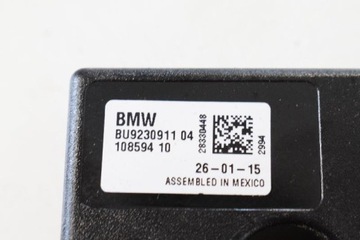 BMW
BU9230911 04
108594 10
28330448
2994
26-01-15
ASSEMBLED IN MEXICO